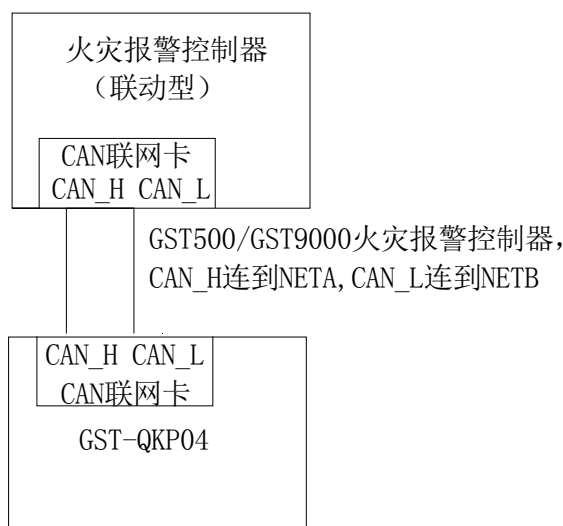 火灾报警控制器
（联动型）
CAN联网卡
CAN_H CAN_L
GST500/GST9000火灾报警控制器，
CAN_H连到NETA,CAN_L连到NETB
CAN_H CAN_L
CAN联网卡
GST-QKP04